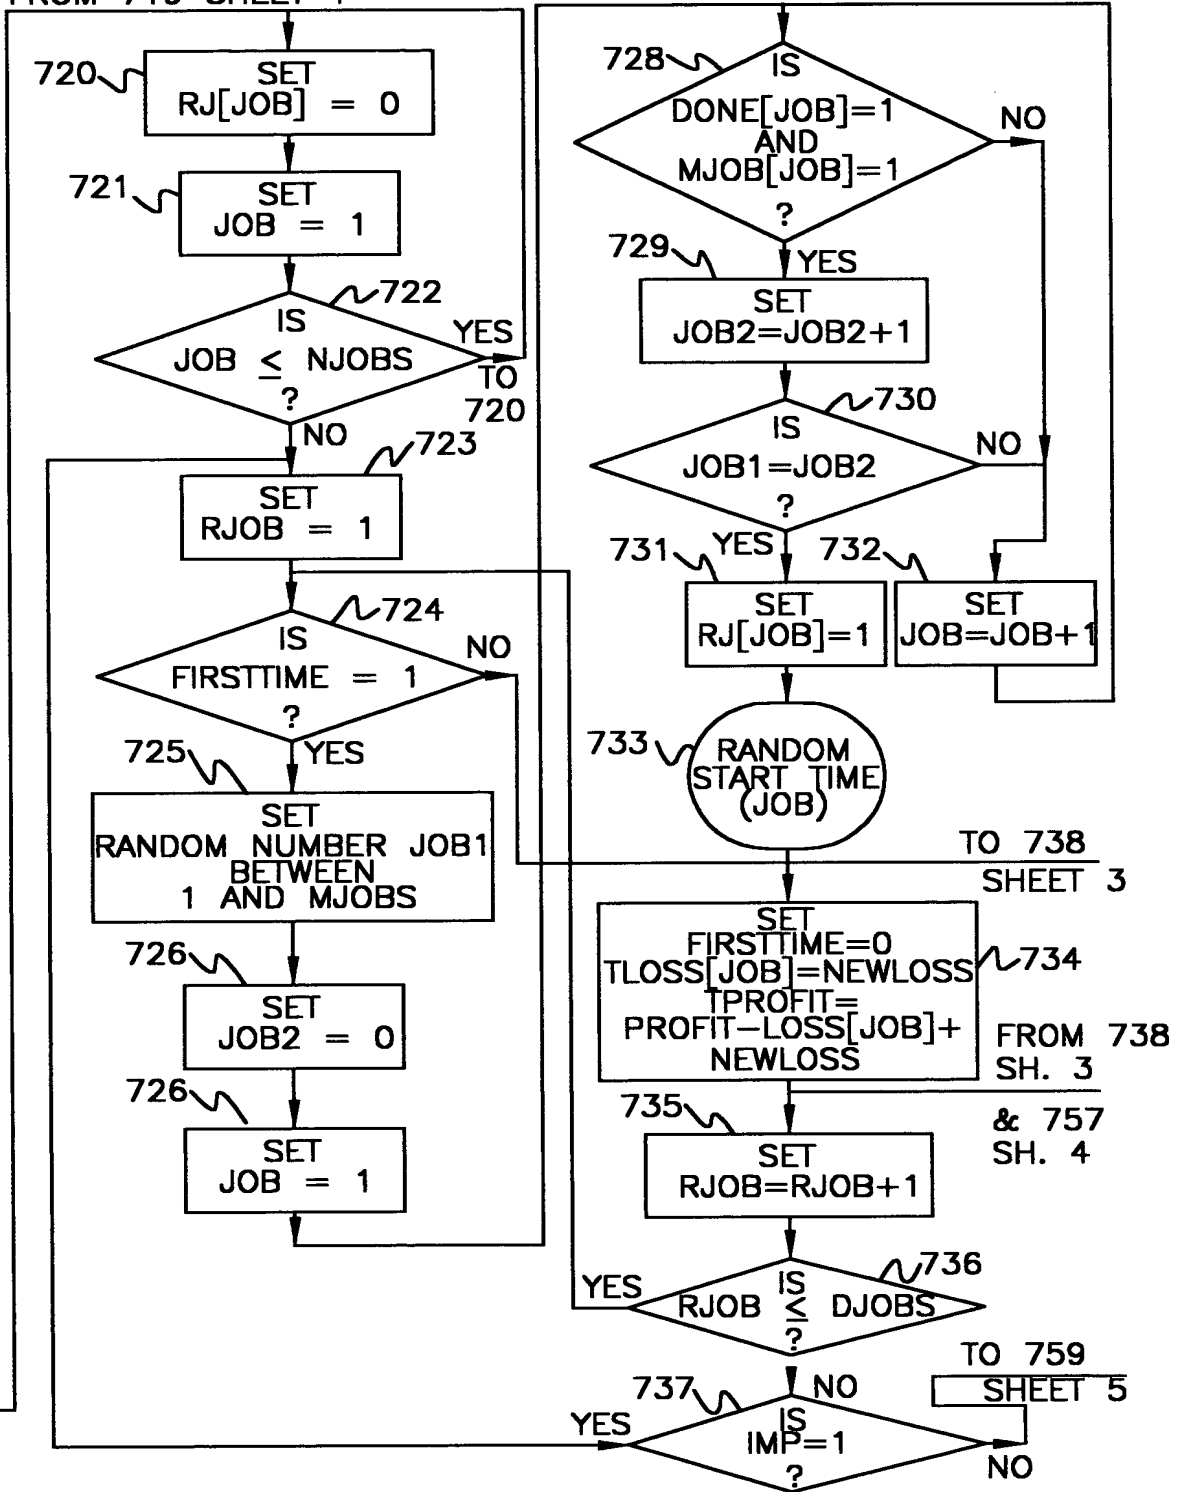 720
SET
RJ[JOB] = 0
721
SET
JOB = 1
722
IS
JOB ≤ NJOBS
?
YES
TO
720
NO
723
SET
RJOB = 1
724
IS
FIRSTTIME = 1
?
NO
YES
725
SET
RANDOM NUMBER JOB1
BETWEEN
1 AND MJOBS
726
SET
JOB2 = 0
726
SET
JOB = 1
728
IS
DONE[JOB]=1
AND
MJOB[JOB]=1
?
NO
YES
729
SET
JOB2=JOB2+1
730
IS
JOB1=JOB2
?
NO
YES
731
SET
RJ[JOB]=1
732
SET
JOB=JOB+1
733
RANDOM
START TIME
(JOB)
TO 738
SHEET 3
SET
FIRSTTIME=0
TLOSS[JOB]=NEWLOSS
TPROFIT=
PROFIT-LOSS[JOB]+
NEWLOSS
734
FROM 738
SH. 3
& 757
SH. 4
735
SET
RJOB=RJOB+1
736
IS
RJOB ≤ DJOBS
?
YES
NO
737
IS
IMP=1
?
YES
NO
TO 759
SHEET 5